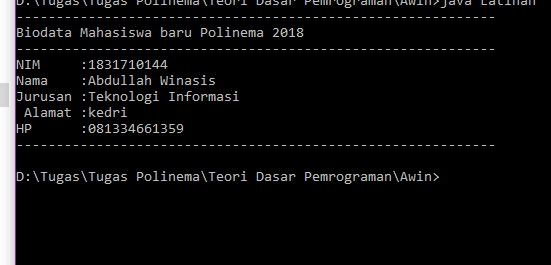 D:\Tugas\Tugas Polinema\Teori Dasar Pemrograman\Awin>java Latihan
------------------------------------------------------------
Biodata Mahasiswa baru Polinema 2018
------------------------------------------------------------
NIM     :1831710144
Nama    :Abdullah Winasis
Jurusan :Teknologi Informasi
 Alamat :kedri
HP      :081334661359
------------------------------------------------------------
D:\Tugas\Tugas Polinema\Teori Dasar Pemrograman\Awin>